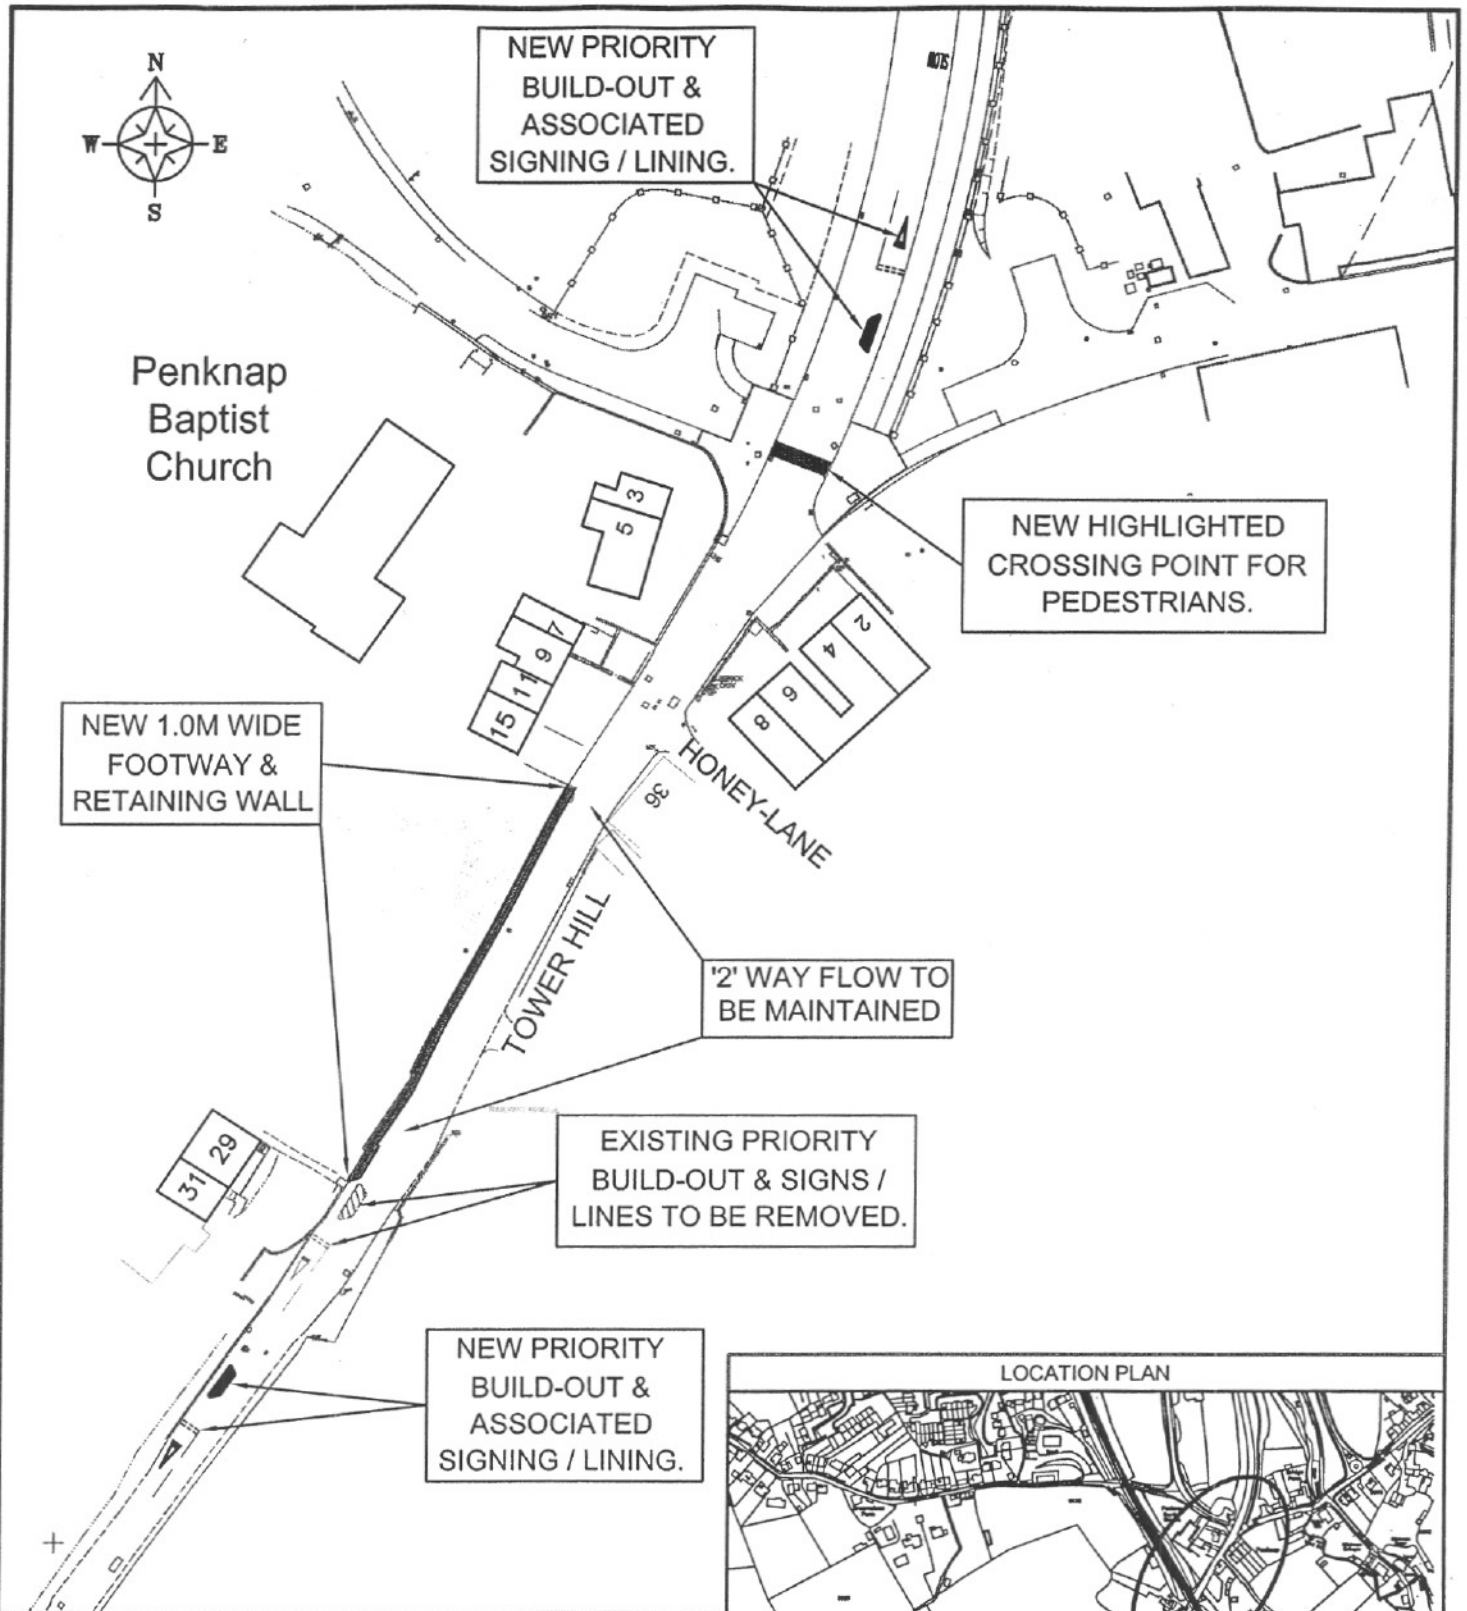 N
W
E
S
NEW PRIORITY
BUILD-OUT &
ASSOCIATED
SIGNING / LINING.
SLOW
Penknap
Baptist
Church
3
5
NEW HIGHLIGHTED
CROSSING POINT FOR
PEDESTRIANS.
7
9
11
15
2
4
6
8
NEW 1.0M WIDE
FOOTWAY &
RETAINING WALL
HONEY-LANE
36
TOWER HILL
'2' WAY FLOW TO
BE MAINTAINED
29
31
EXISTING PRIORITY
BUILD-OUT & SIGNS /
LINES TO BE REMOVED.
NEW PRIORITY
BUILD-OUT &
ASSOCIATED
SIGNING / LINING.
LOCATION PLAN